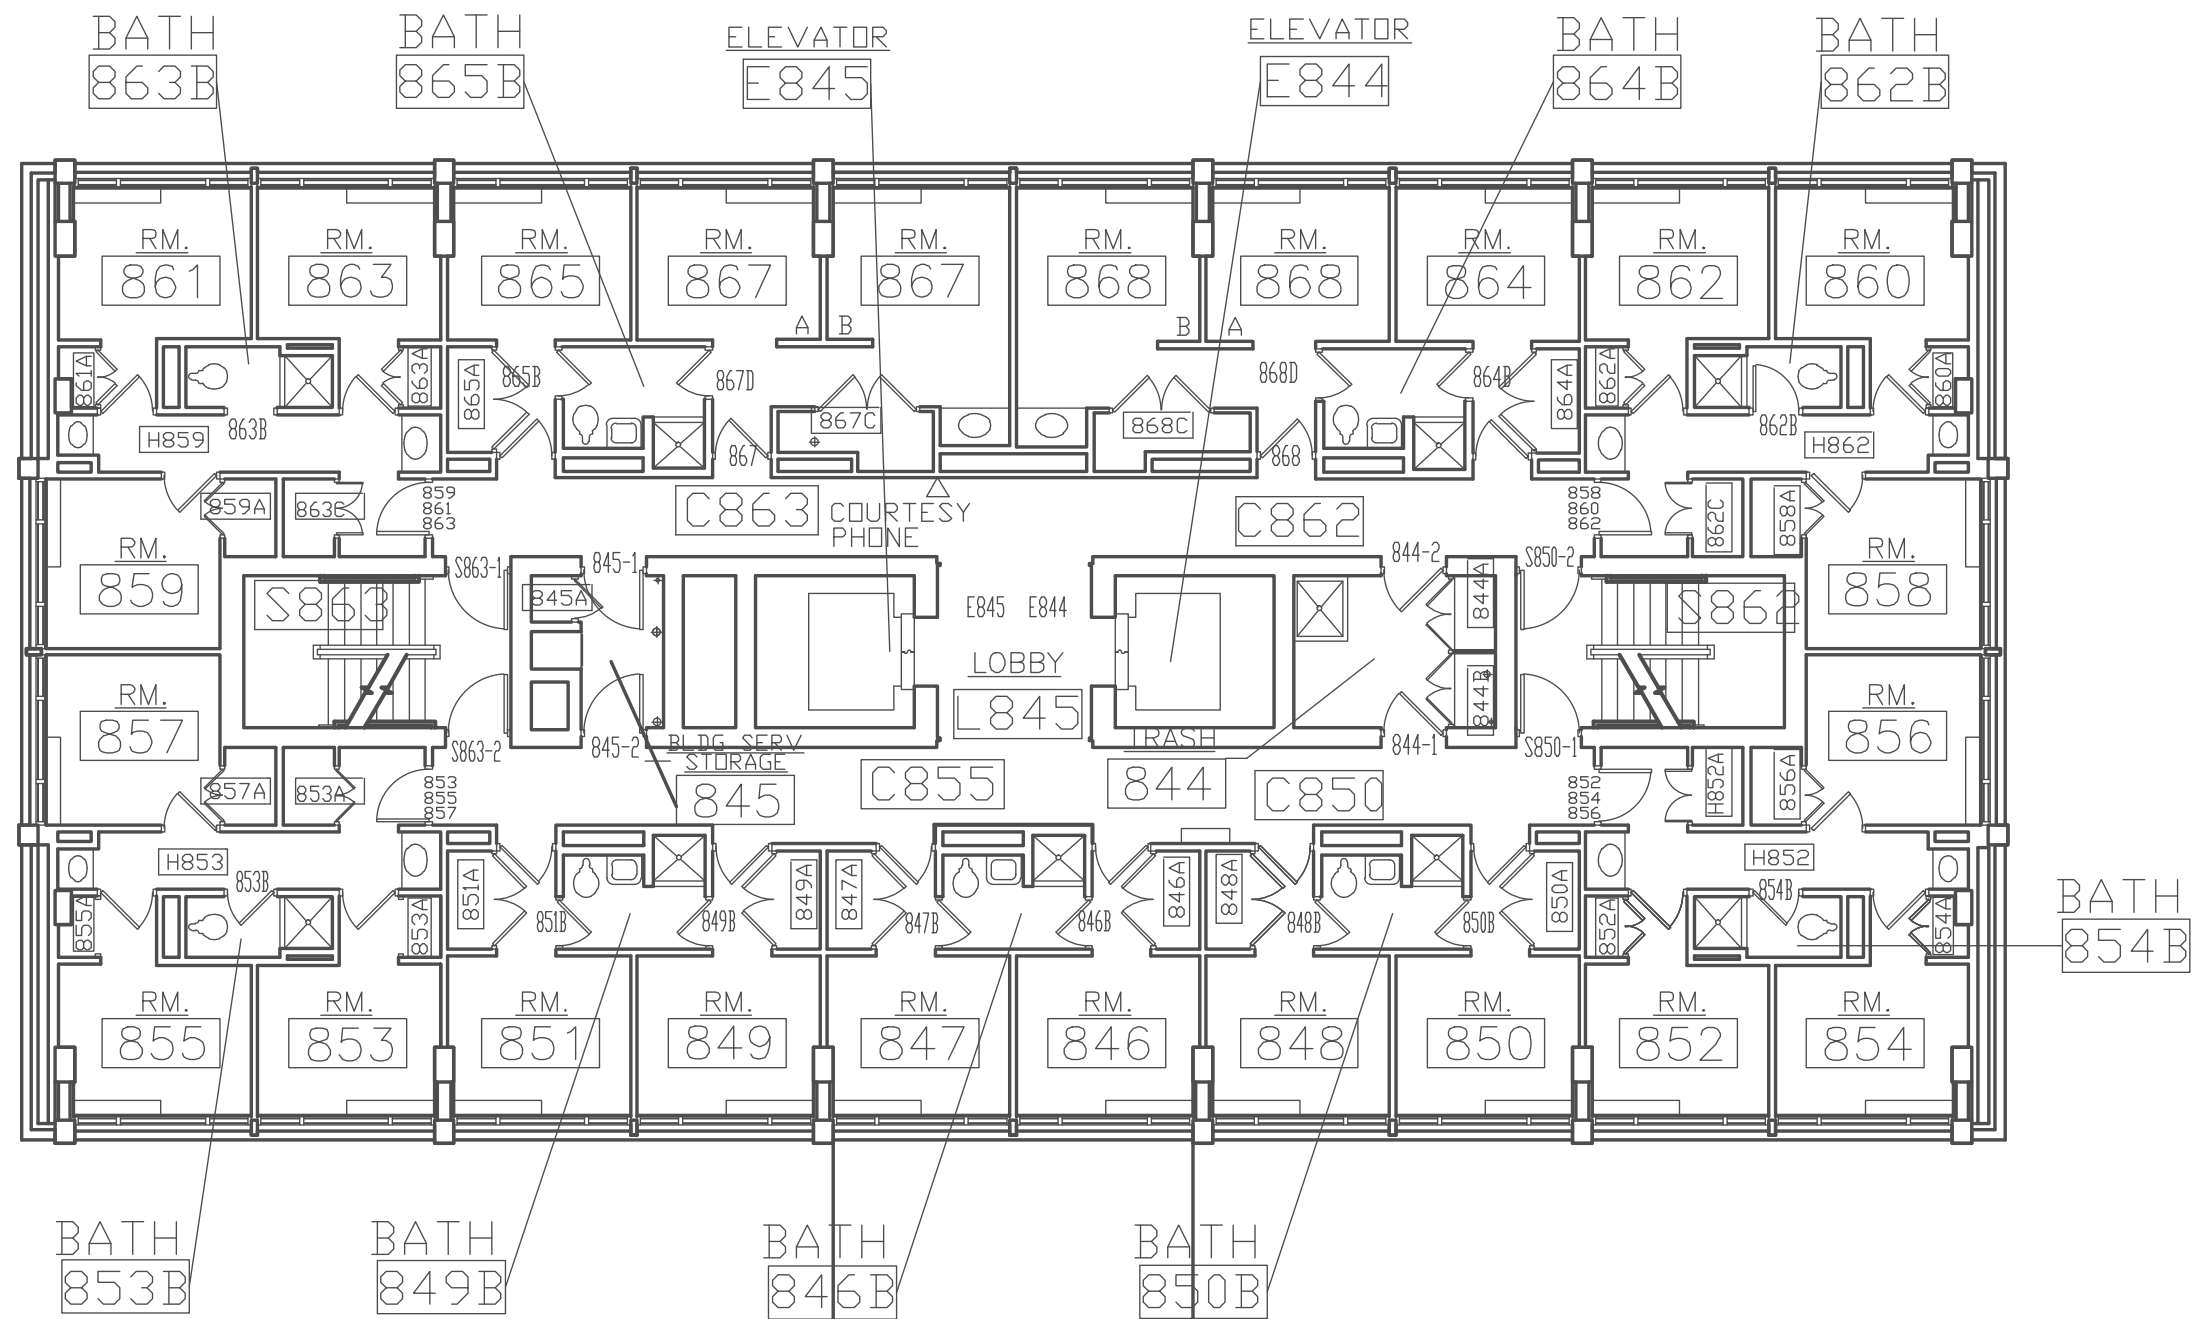 BATH
863B
BATH
865B
ELEVATOR
E845
ELEVATOR
E844
BATH
864B
BATH
862B
RM.
861
RM.
863
RM.
865
RM.
867
RM.
867
RM.
868
RM.
868
RM.
864
RM.
862
RM.
860
A B
B A
861A
863A
865A
865B
867D
867C
868C
868D
864B
864A
862A
860A
863B
H859
867
868
862B
H862
859A
863C
859
861
863
C863
COURTESY
PHONE
C862
858
860
862
862C
858A
RM.
859
S863
S863-1
845-1
845A
E845
E844
844-2
844A
S850-2
S862
RM.
858
RM.
857
LOBBY
L845
844B
RM.
856
S863-2
845-2
BLDG SERV
STORAGE
845
TRASH
844
844-1
S850-1
857A
853A
853
855
857
C855
C850
852
854
856
H852A
856A
H853
853B
H852
854B
855A
853A
851A
851B
849B
849A
847A
847B
846B
846A
848A
848B
850B
850A
852A
854A
BATH
854B
RM.
855
RM.
853
RM.
851
RM.
849
RM.
847
RM.
846
RM.
848
RM.
850
RM.
852
RM.
854
BATH
853B
BATH
849B
BATH
846B
BATH
850B